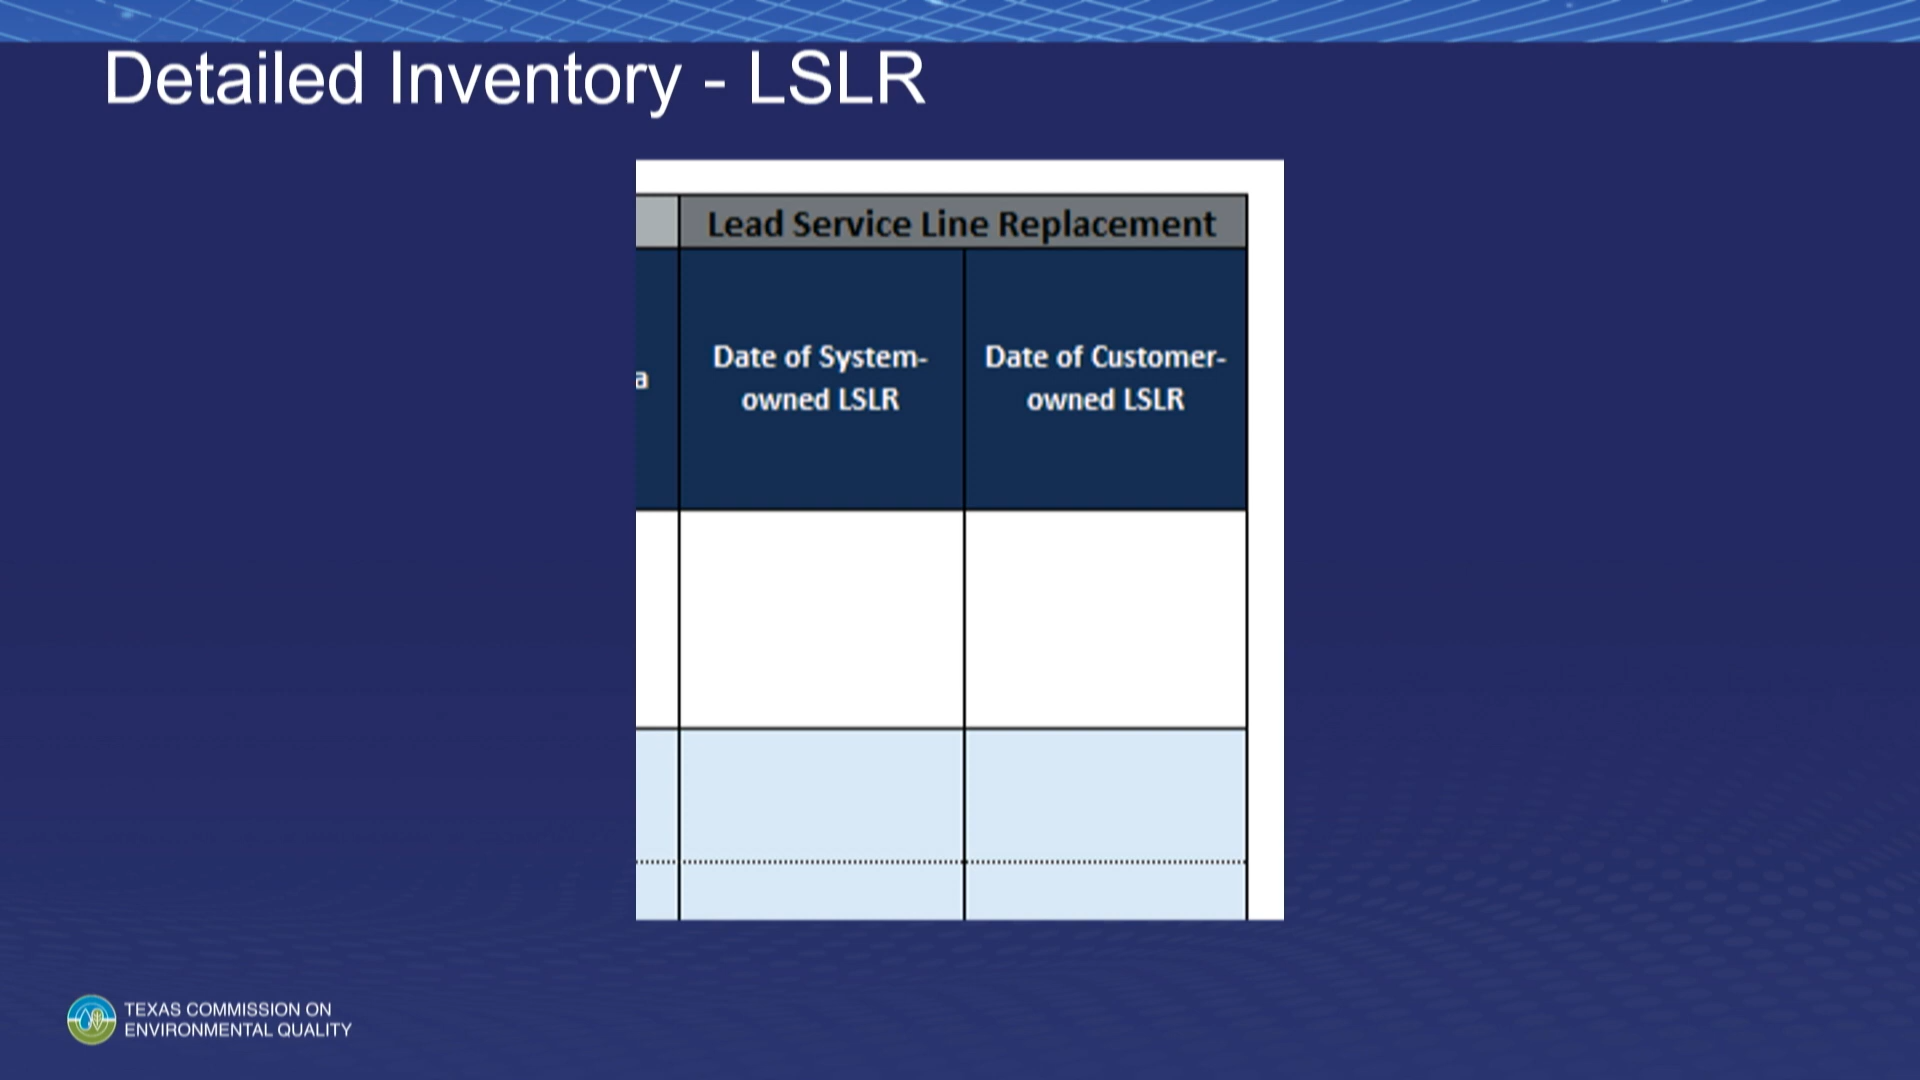 Detailed Inventory - LSLR
Lead Service Line Replacement
a
Date of System-
owned LSLR
Date of Customer-
owned LSLR
TEXAS COMMISSION ON
ENVIRONMENTAL QUALITY